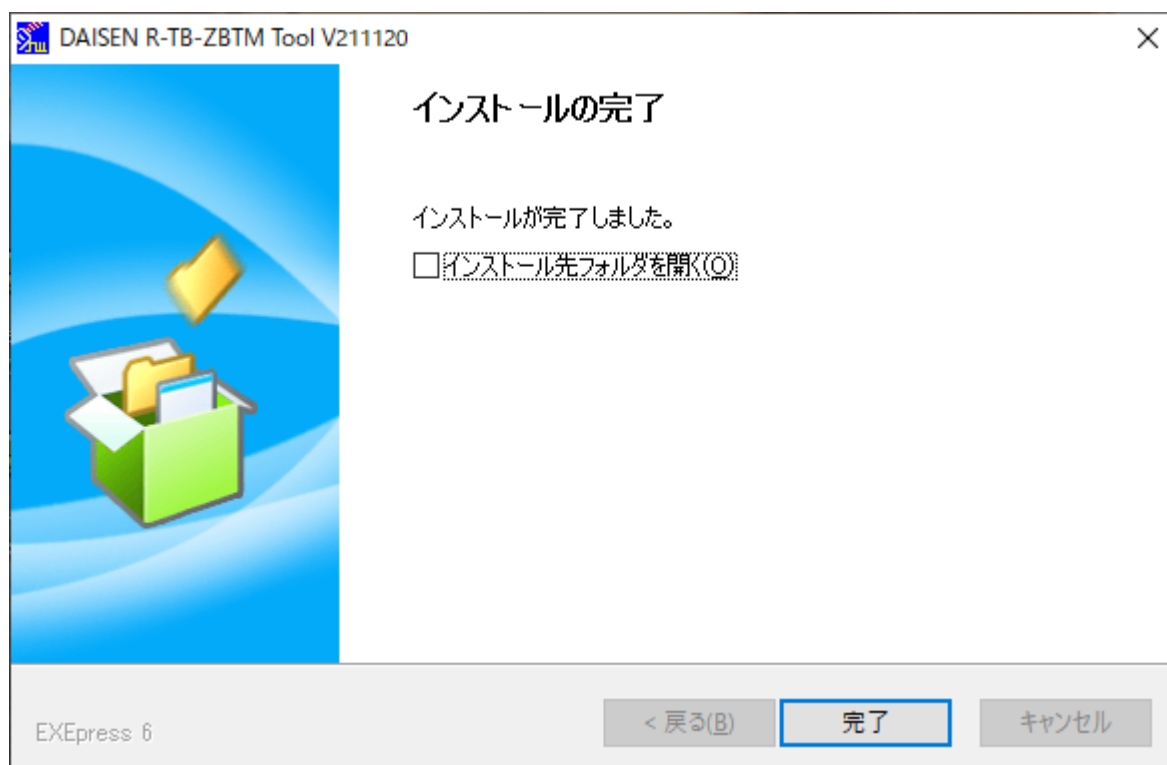 DAISEN R-TB-ZBTM Tool V211120
インストールの完了
インストールが完了しました。
インストール先フォルダを開く(O)
EXEpress 6
< 戻る(B)
完了
キャンセル